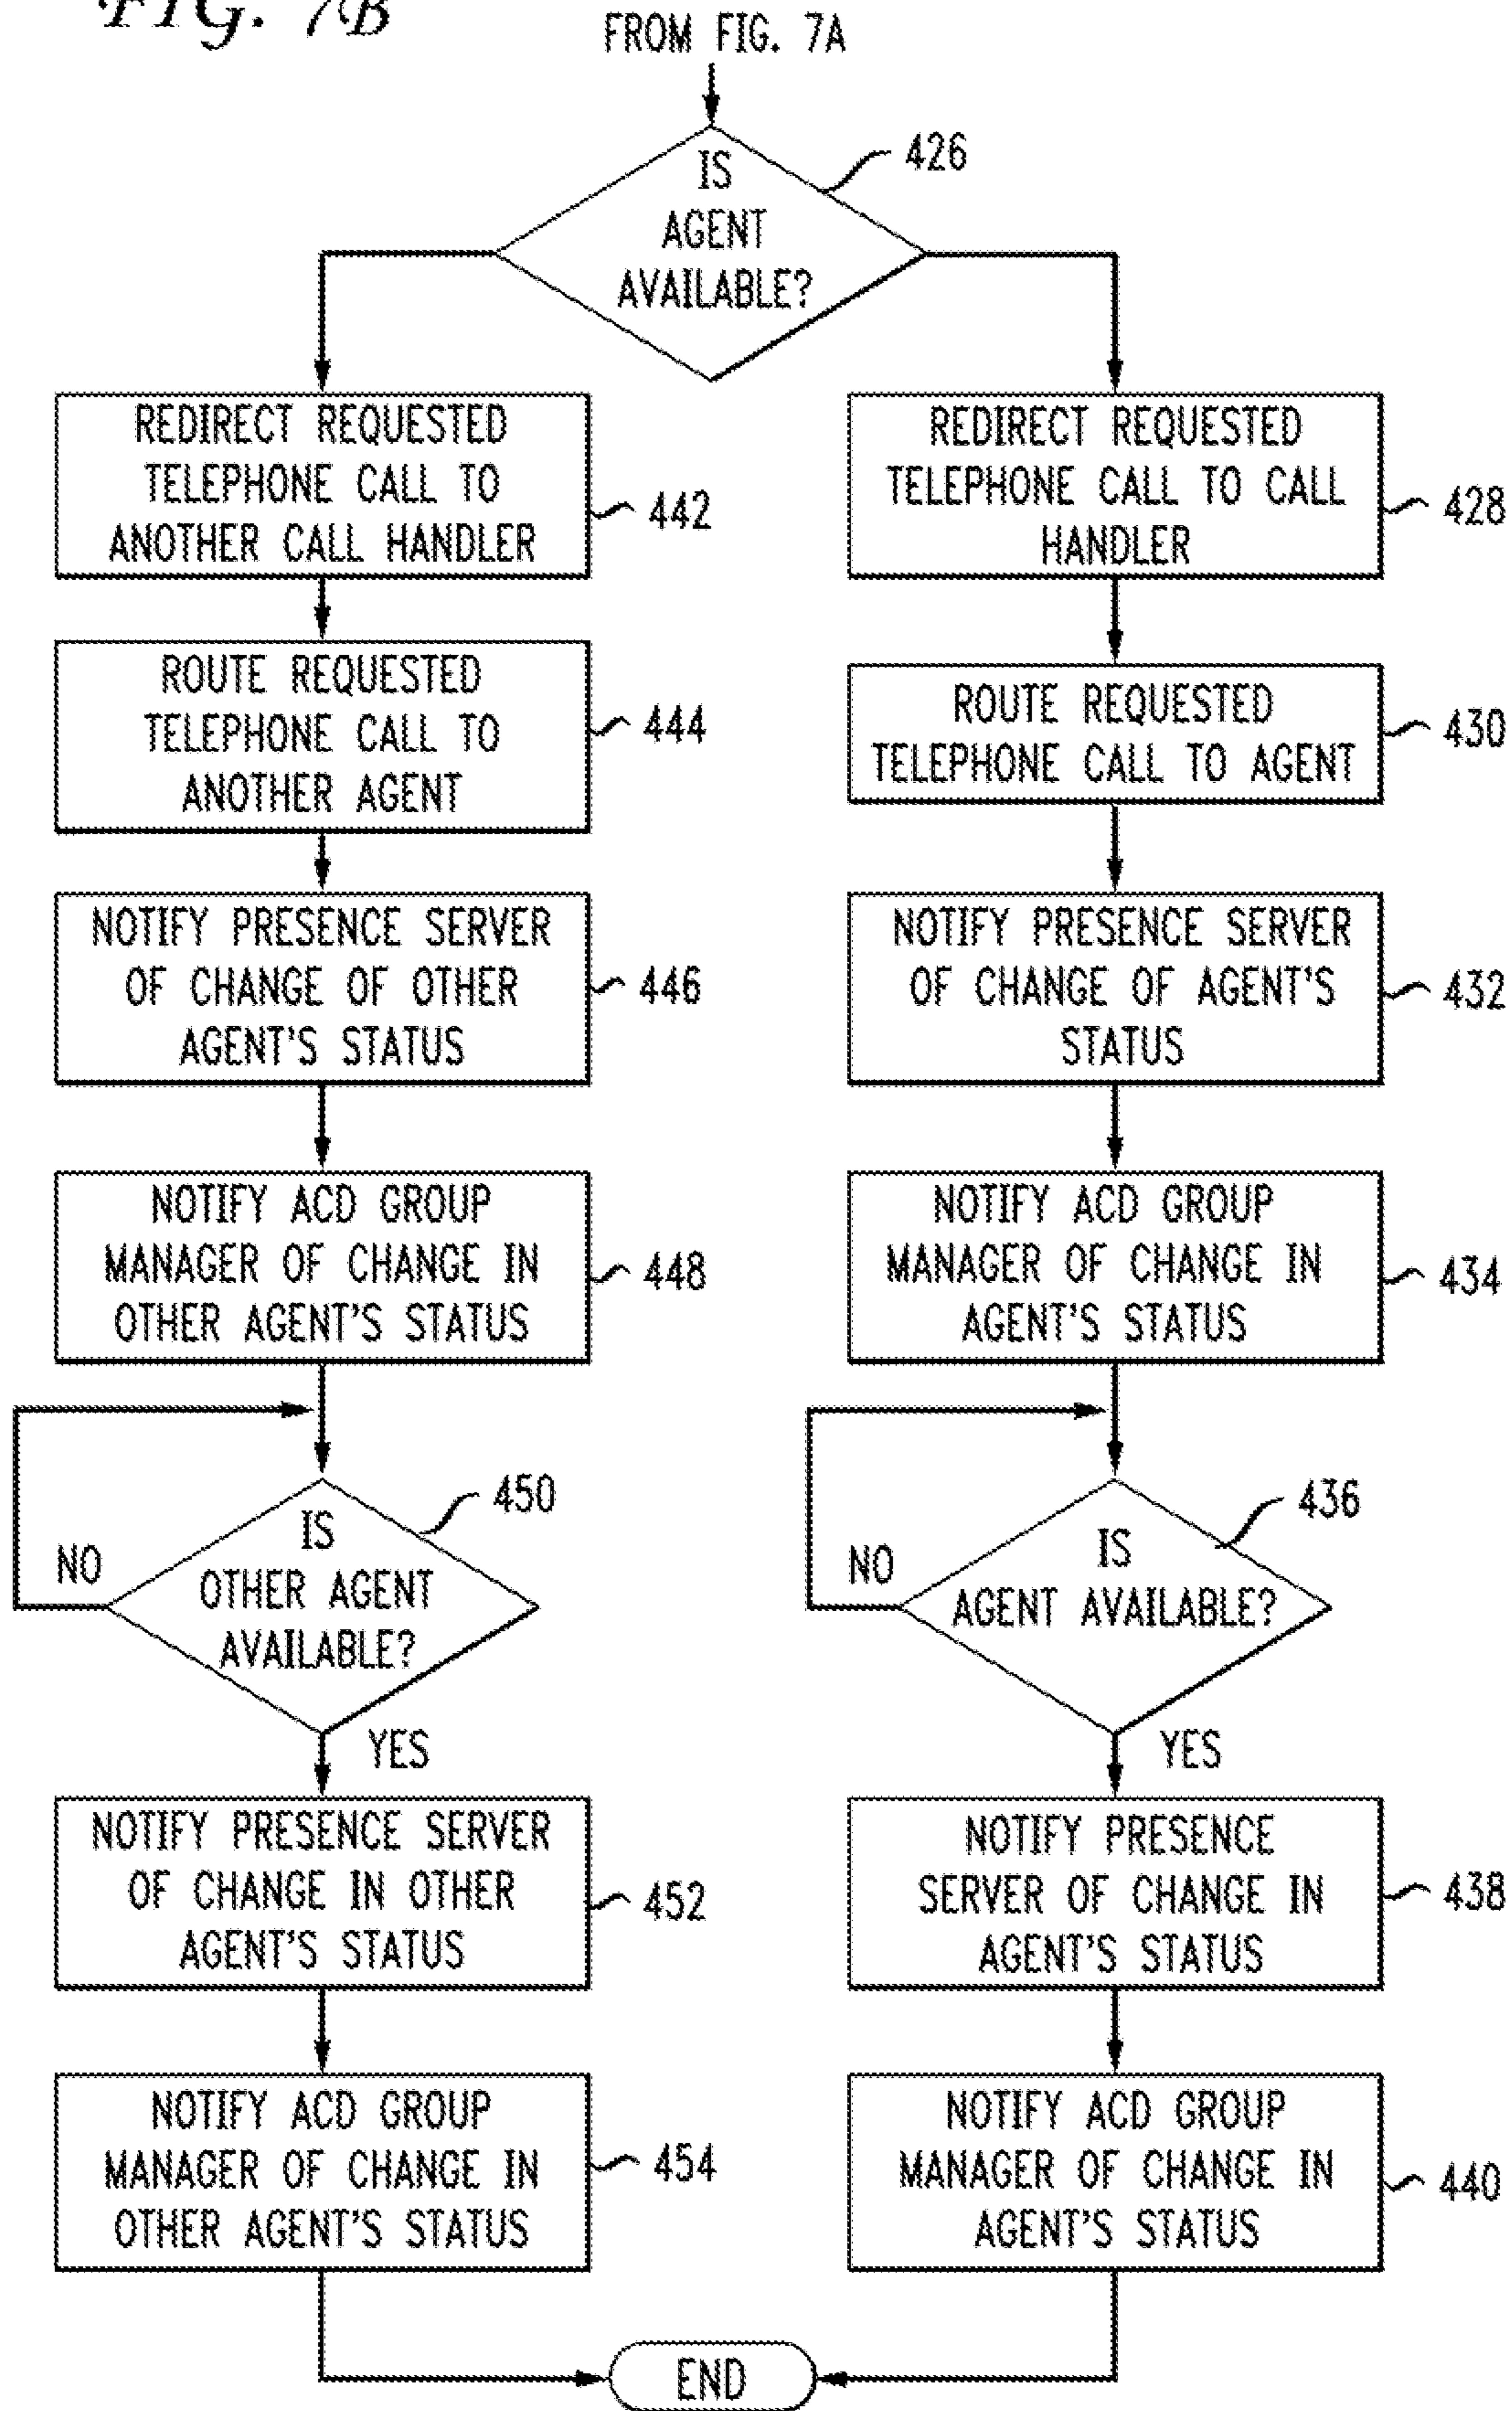 FIG. 7B
FROM FIG. 7A
IS
AGENT
AVAILABLE?
426
REDIRECT REQUESTED
TELEPHONE CALL TO
ANOTHER CALL HANDLER
442
ROUTE REQUESTED
TELEPHONE CALL TO
ANOTHER AGENT
444
NOTIFY PRESENCE SERVER
OF CHANGE OF OTHER
AGENT'S STATUS
446
NOTIFY ACD GROUP
MANAGER OF CHANGE IN
OTHER AGENT'S STATUS
448
IS
OTHER AGENT
AVAILABLE?
450
NO
YES
NOTIFY PRESENCE SERVER
OF CHANGE IN OTHER
AGENT'S STATUS
452
NOTIFY ACD GROUP
MANAGER OF CHANGE IN
OTHER AGENT'S STATUS
454
REDIRECT REQUESTED
TELEPHONE CALL TO CALL
HANDLER
428
ROUTE REQUESTED
TELEPHONE CALL TO AGENT
430
NOTIFY PRESENCE SERVER
OF CHANGE OF AGENT'S
STATUS
432
NOTIFY ACD GROUP
MANAGER OF CHANGE IN
AGENT'S STATUS
434
IS
AGENT AVAILABLE?
436
NO
YES
NOTIFY PRESENCE
SERVER OF CHANGE IN
AGENT'S STATUS
438
NOTIFY ACD GROUP
MANAGER OF CHANGE IN
AGENT'S STATUS
440
END